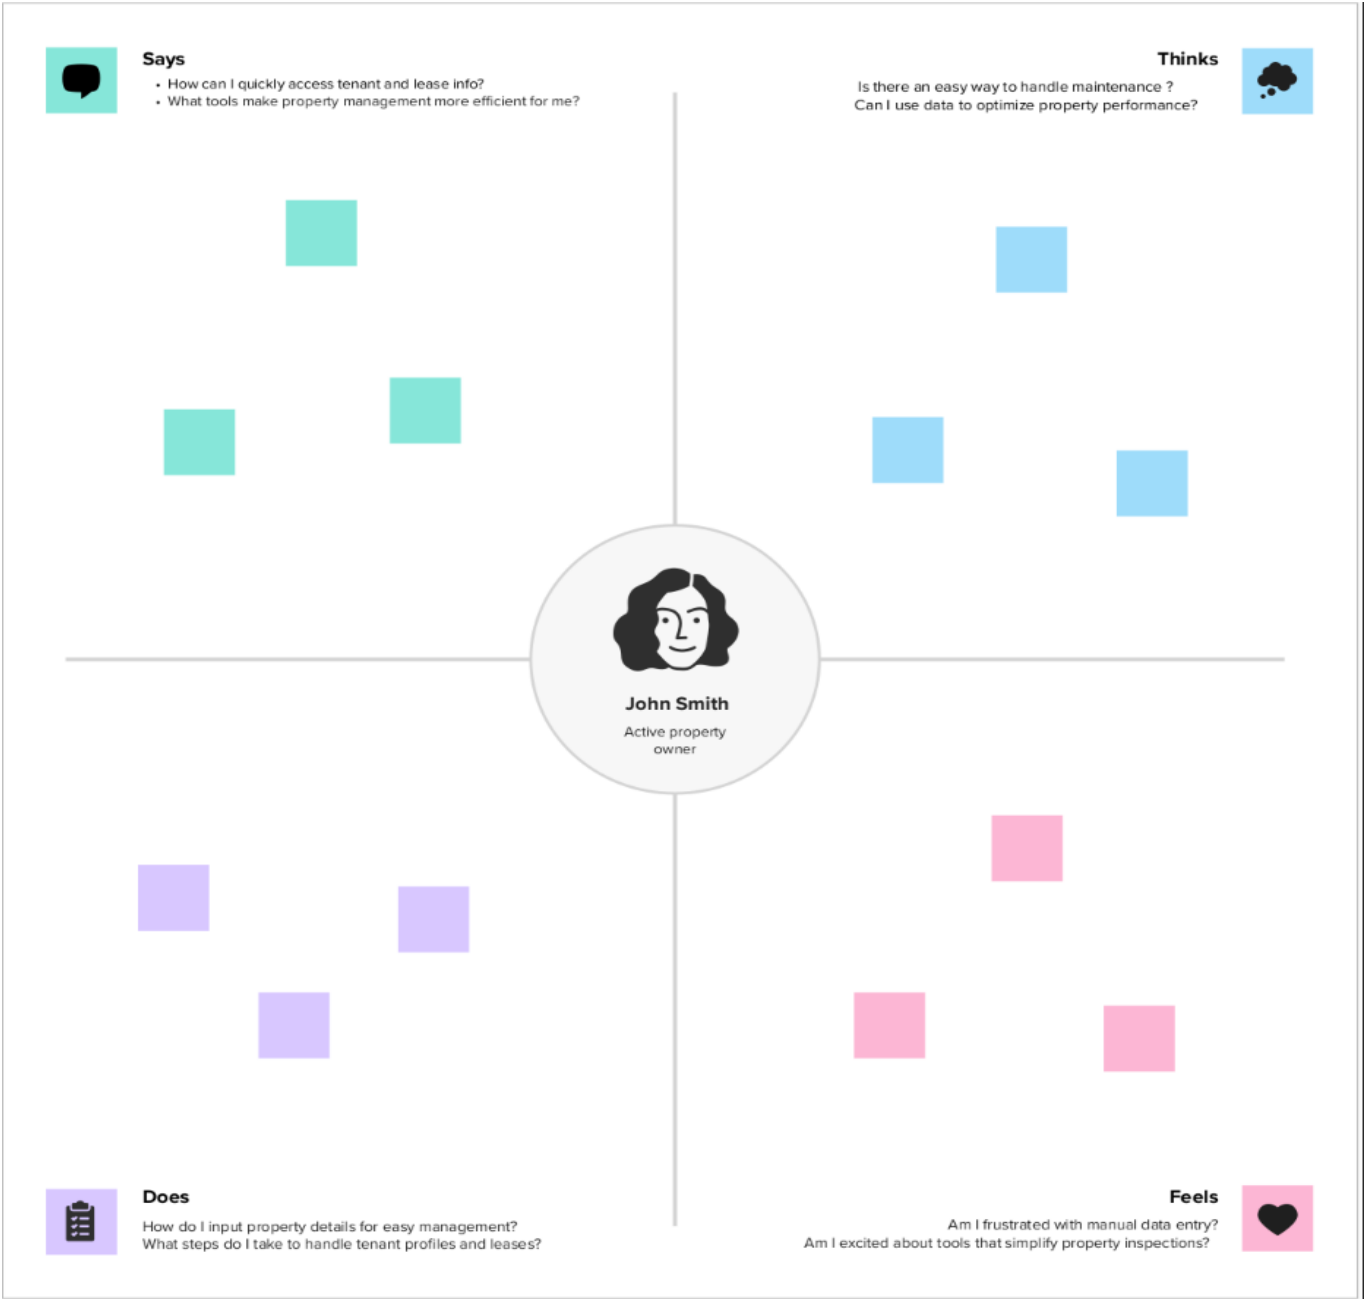 Says
• How can I quickly access tenant and lease info?
• What tools make property management more efficient for me?
Thinks
Is there an easy way to handle maintenance ?
Can I use data to optimize property performance?
John Smith
Active property
owner
Does
How do I input property details for easy management?
What steps do I take to handle tenant profiles and leases?
Feels
Am I frustrated with manual data entry?
Am I excited about tools that simplify property inspections?